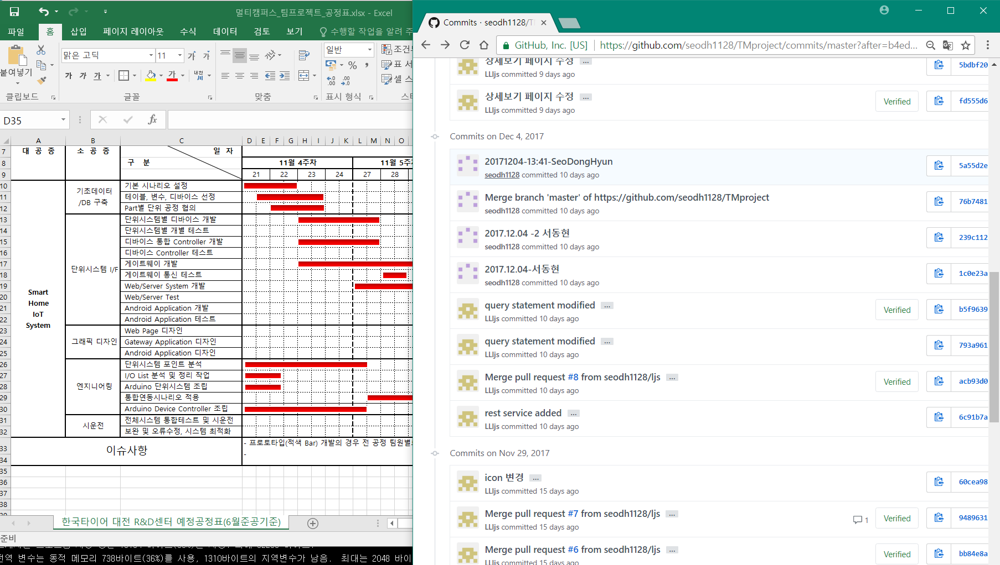 멀티캠퍼스_팀프로젝트_공정표.xlsx - Excel
파일 홈 삽입 페이지 레이아웃 수식 데이터 검토 보기 수행할 작업을 알려 주
붙여넣기
맑은 고딕 11
가 가
가 가 가
가
내천
일반
% ,
조건부
표 서
셀 스
클립보드 글꼴 맞춤 표시 형식 스타
D35
fx
A B C D E F G H I J K L M N O
7 대 공 종 소 공 종 일 자
8 구 분 11월 4주차 11월 5주차
9 21 22 23 24 27 28
10 기본 시나리오 설정
기초데이터
11 테이블, 변수, 디바이스 선정
/DB 구축
12 Part별 단위 공정 협의
13 단위시스템별 디바이스 개발
14 단위시스템별 개별 테스트
15 디바이스 통합 Controller 개발
16 디바이스 Controller 테스트
17 게이트웨이 개발
단위시스템 I/F
18 게이트웨이 통신 테스트
19 Web/Server System 개발
Smart
20 Web/Server Test
Home
21 Android Application 개발
IoT
22 Android Application 테스트
System
23 Web Page 디자인
24 그래픽 디자인 Gateway Application 디자인
25 Android Application 디자인
26 단위시스템 포인트 분석
27 I/O List 분석 및 정리 작업
28 엔지니어링 Arduino 단위시스템 조립
29 통합연동시나리오 적용
30 Arduino Device Controller 조립
31 전체시스템 통합테스트 및 시운전
시운전
32 보완 및 오류수정, 시스템 최적화
33 이슈사항 - 프로토타입(적색 Bar) 개발의 경우 전 공정 팀원별로
34 -
35
36
37
38
한국타이어 대전 R&D센터 예정공정표(6월준공기준)
준비
전역 변수는 동적 메모리 738바이트(36%)를 사용, 1310바이트의 지역변수가 남음. 최대는 2048 바이
Commits · seodh1128/TM
GitHub, Inc. [US] https://github.com/seodh1128/TMproject/commits/master?after=b4ed...
상세보기 페이지 수정 ... 5bdbf20
LLljs committed 9 days ago
상세보기 페이지 수정 ... Verified fd555d6
LLljs committed 9 days ago
Commits on Dec 4, 2017
20171204-13:41-SeoDongHyun 5a55d2e
seodh1128 committed 10 days ago
Merge branch 'master' of https://github.com/seodh1128/TMproject 76b7481
seodh1128 committed 10 days ago
2017.12.04 -2 서동현 239c112
seodh1128 committed 10 days ago
2017.12.04-서동현 1c0e23a
seodh1128 committed 10 days ago
query statement modified ... Verified b5f9639
LLljs committed 10 days ago
query statement modified ... 793a961
LLljs committed 10 days ago
Merge pull request #8 from seodh1128/ljs ... Verified acb93d0
LLljs committed 10 days ago
rest service added ... 6c91b7a
LLljs committed 10 days ago
Commits on Nov 29, 2017
icon 변경 ... 60cea98
LLljs committed 15 days ago
Merge pull request #7 from seodh1128/ljs ... 1 Verified 9489631
LLljs committed 15 days ago
Merge pull request #6 from seodh1128/ljs ... Verified bb84e8a
LLljs committed 15 days ago